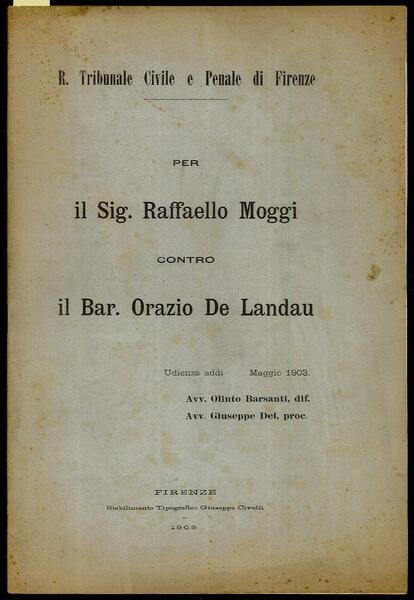 R. Tribunale Civile e Penale di Firenze
PER
il Sig. Raffaello Moggi
CONTRO
il Bar. Orazio De Landau
Udienza addì Maggio 1903.
Avv. Olinto Barsanti, dif.
Avv. Giuseppe Del, proc.
FIRENZE
Stabilimento Tipografico Giuseppe Civelli
1903